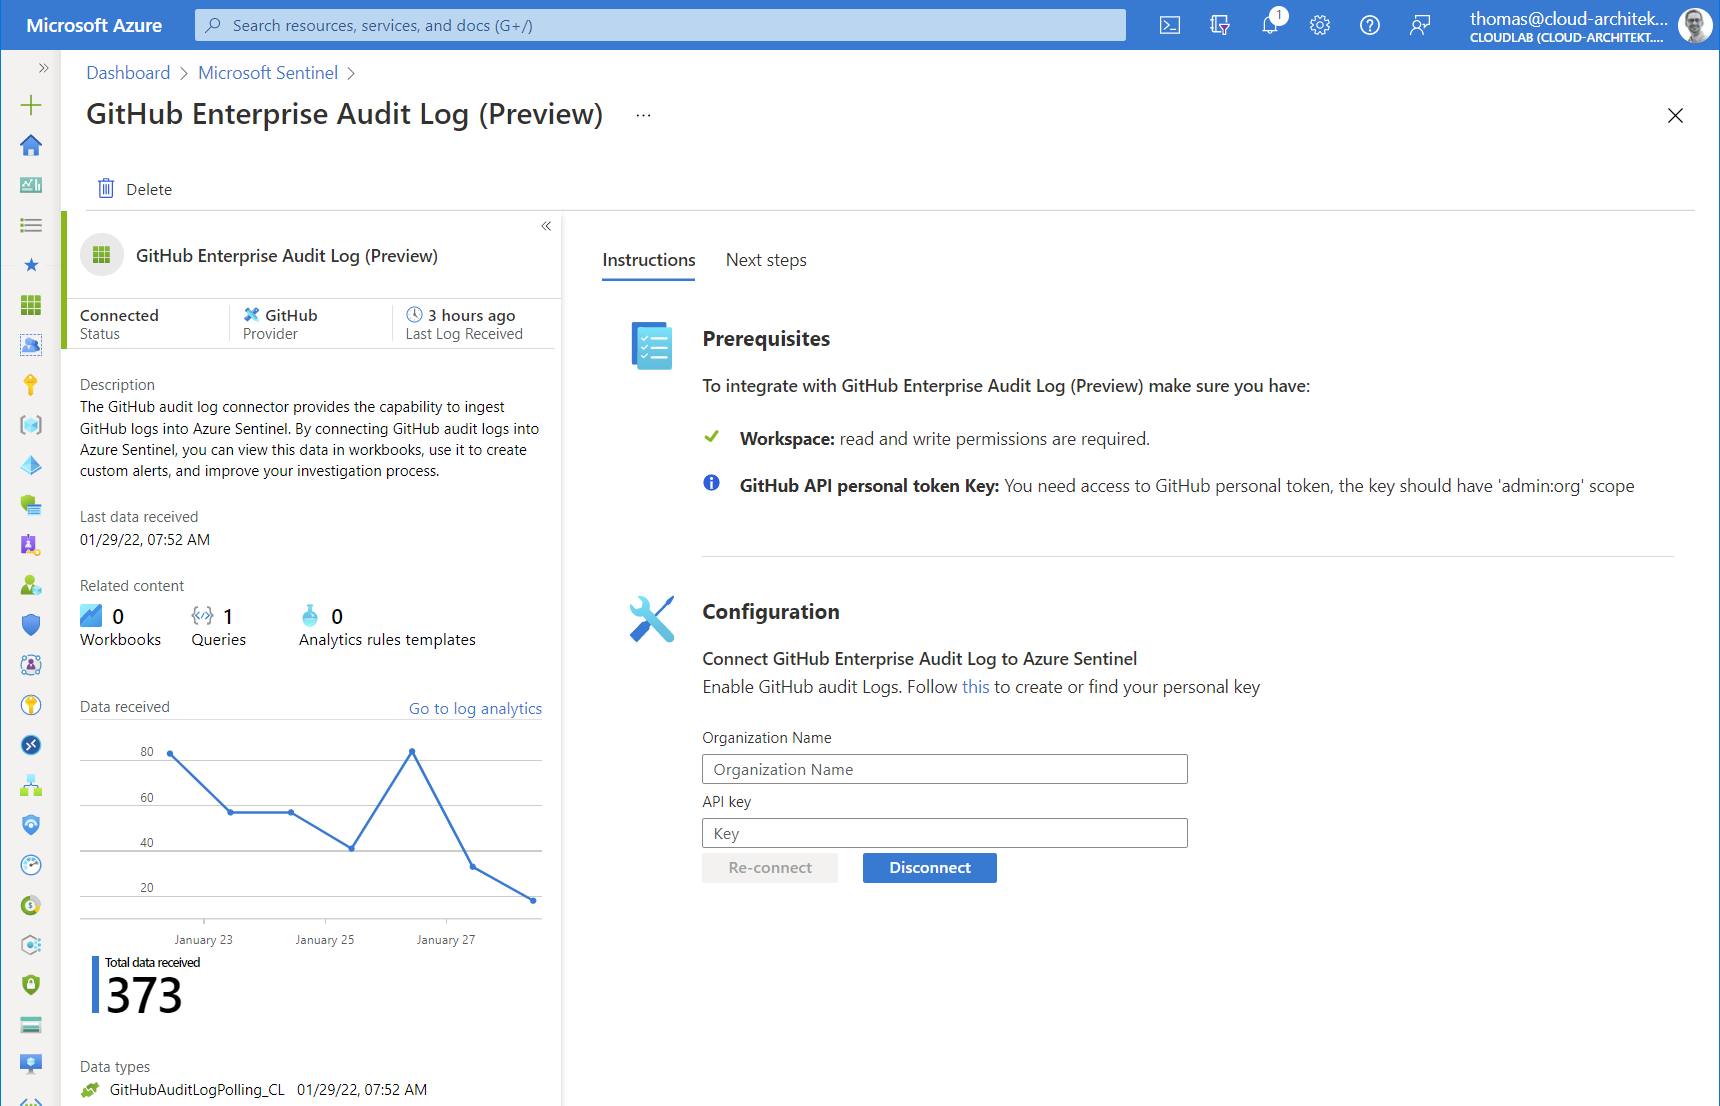 Microsoft Azure
Search resources, services, and docs (G+/)
1
thomas@cloud-architek...
CLOUDLAB (CLOUD-ARCHITEKT....
Dashboard > Microsoft Sentinel >
GitHub Enterprise Audit Log (Preview) ...
Delete
GitHub Enterprise Audit Log (Preview)
Connected
Status
GitHub
Provider
3 hours ago
Last Log Received
Description
The GitHub audit log connector provides the capability to ingest
GitHub logs into Azure Sentinel. By connecting GitHub audit logs into
Azure Sentinel, you can view this data in workbooks, use it to create
custom alerts, and improve your investigation process.
Last data received
01/29/22, 07:52 AM
Related content
0
Workbooks
1
Queries
0
Analytics rules templates
Data received
Go to log analytics
80
60
40
20
January 23
January 25
January 27
Total data received
373
Data types
GitHubAuditLogPolling_CL 01/29/22, 07:52 AM
Instructions
Next steps
Prerequisites
To integrate with GitHub Enterprise Audit Log (Preview) make sure you have:
Workspace: read and write permissions are required.
GitHub API personal token Key: You need access to GitHub personal token, the key should have 'admin:org' scope
Configuration
Connect GitHub Enterprise Audit Log to Azure Sentinel
Enable GitHub audit Logs. Follow this to create or find your personal key
Organization Name
Organization Name
API key
Key
Re-connect
Disconnect